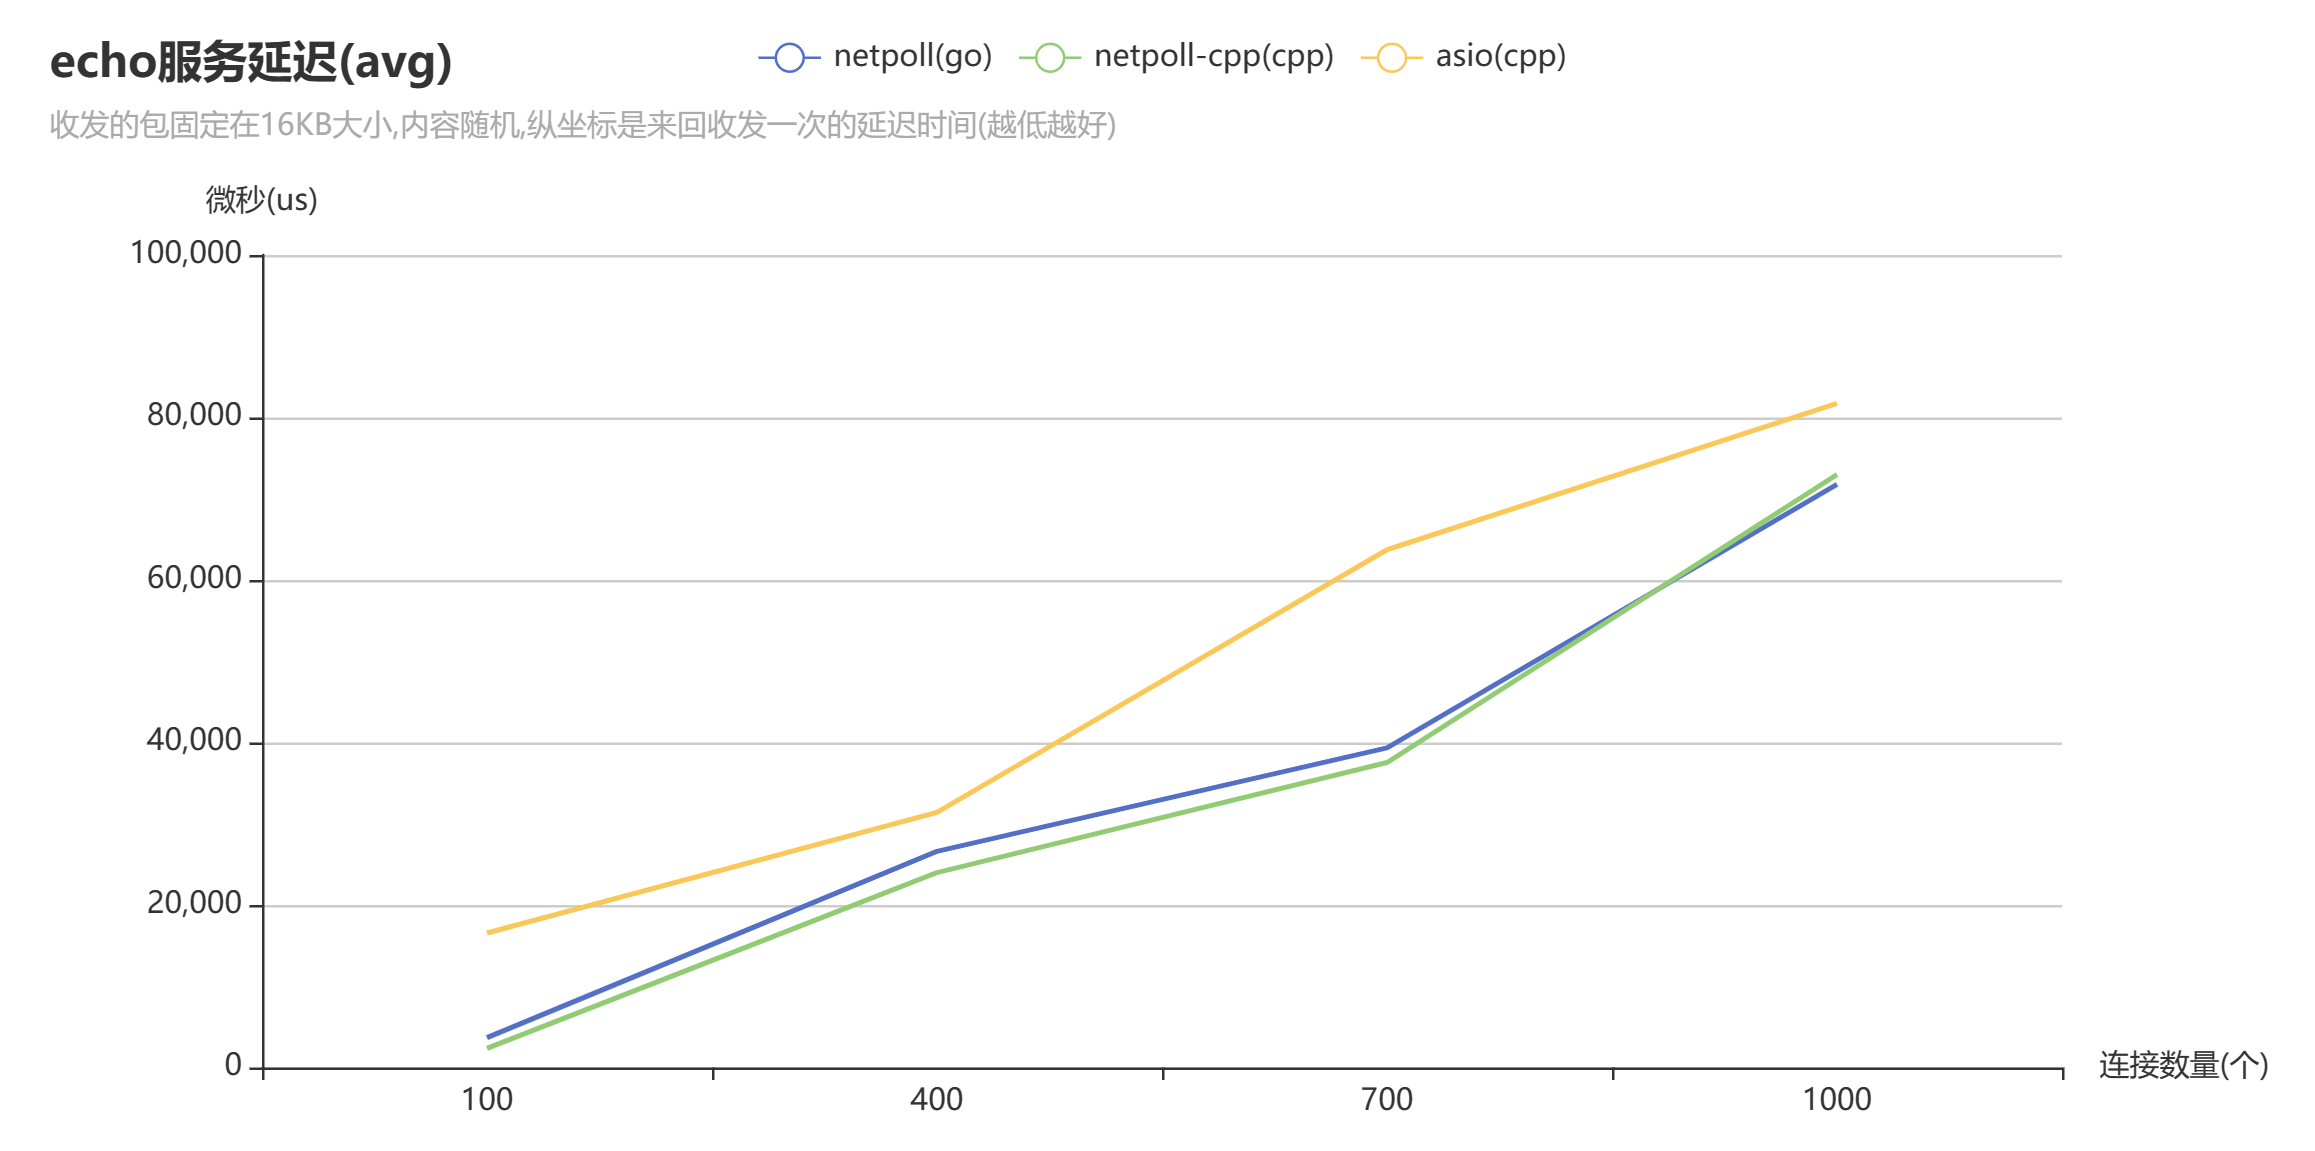 echo服务延迟(avg)
netpoll(go) netpoll-cpp(cpp) asio(cpp)
收发的包固定在16KB大小,内容随机,纵坐标是来回收发一次的延迟时间(越低越好)
微秒(us)
100,000
80,000
60,000
40,000
20,000
0
连接数量(个)
100 400 700 1000